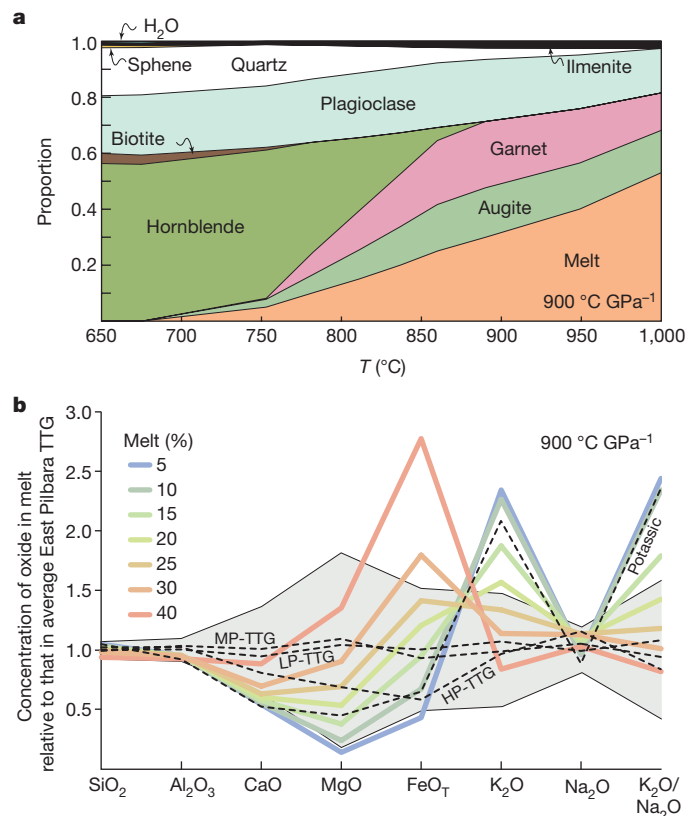 a
H₂O
1.0
Sphene
Quartz
Ilmenite
0.8
Plagioclase
Biotite
0.6
Garnet
Proportion
0.4
Hornblende
Augite
0.2
Melt
900 °C GPa⁻¹
650 700 750 800 850 900 950 1,000
T (°C)
b
3.0
Melt (%)
900 °C GPa⁻¹
5
2.5
10
15
20
2.0
25
30
40
Potassic
1.5
MP-TTG
1.0
LP-TTG
HP-TTG
0.5
Concentration of oxide in melt
relative to that in average East Pilbara TTG
SiO₂ Al₂O₃ CaO MgO FeOT K₂O Na₂O K₂O/
Na₂O